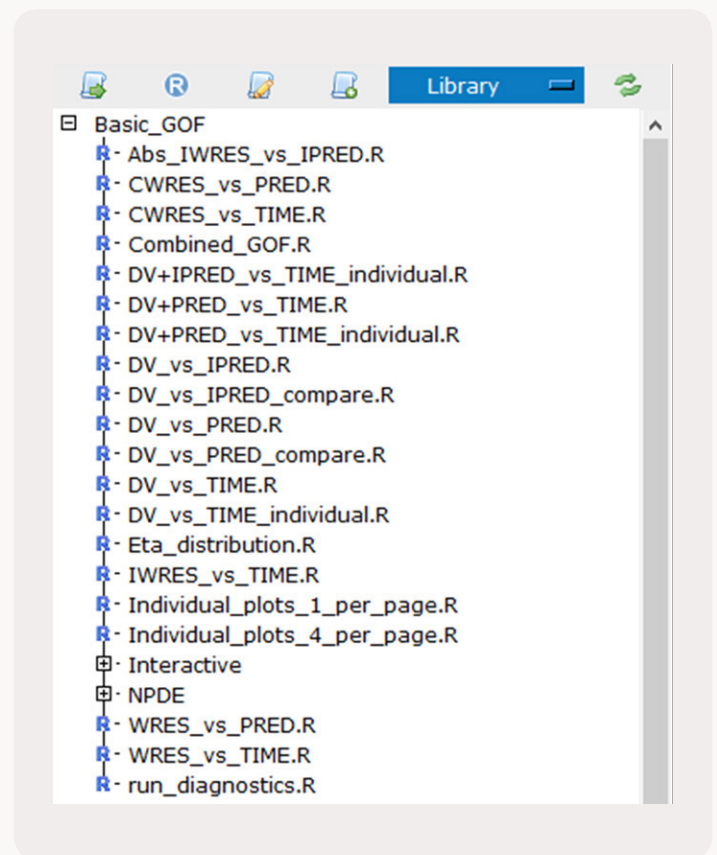 Library
Basic_GOF
Abs_IWRES_vs_IPRED.R
CWRES_vs_PRED.R
CWRES_vs_TIME.R
Combined_GOF.R
DV+IPRED_vs_TIME_individual.R
DV+PRED_vs_TIME.R
DV+PRED_vs_TIME_individual.R
DV_vs_IPRED.R
DV_vs_IPRED_compare.R
DV_vs_PRED.R
DV_vs_PRED_compare.R
DV_vs_TIME.R
DV_vs_TIME_individual.R
Eta_distribution.R
IWRES_vs_TIME.R
Individual_plots_1_per_page.R
Individual_plots_4_per_page.R
Interactive
NPDE
WRES_vs_PRED.R
WRES_vs_TIME.R
run_diagnostics.R